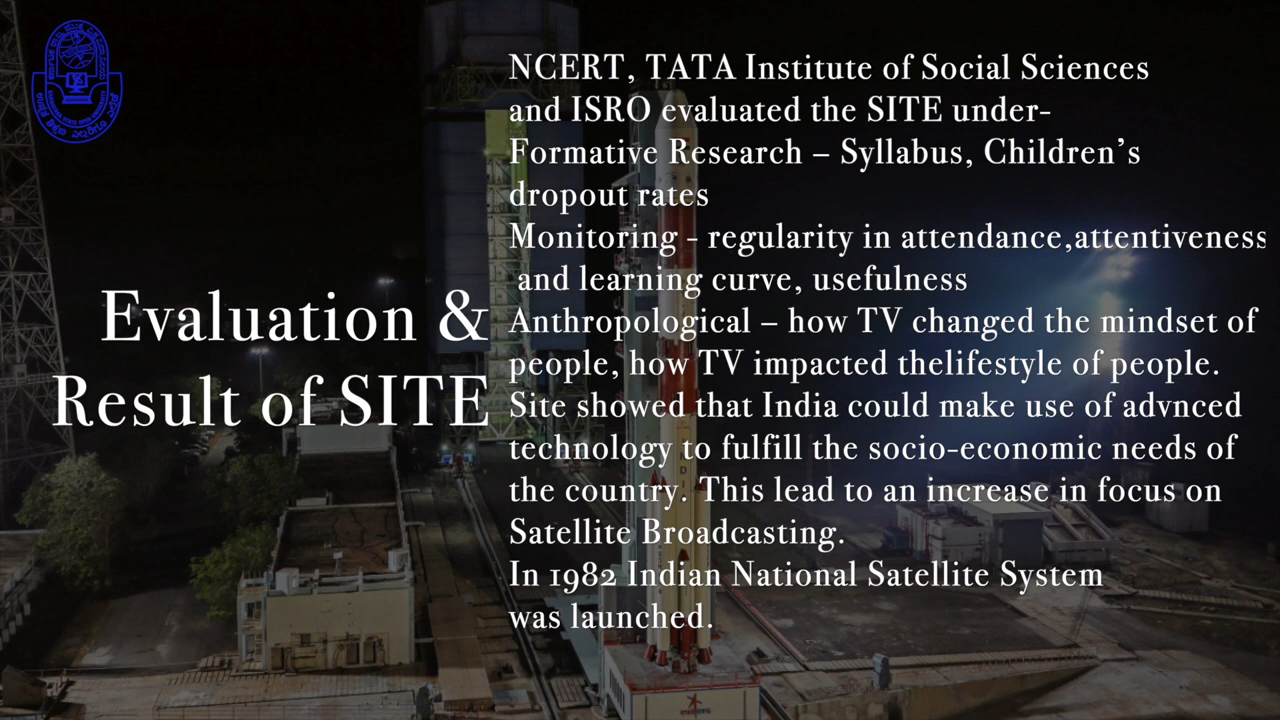 Evaluation &
Result of SITE
NCERT, TATA Institute of Social Sciences
and ISRO evaluated the SITE under-
Formative Research – Syllabus, Children’s
dropout rates
Monitoring - regularity in attendance,attentiveness
and learning curve, usefulness
Anthropological – how TV changed the mindset of
people, how TV impacted thelifestyle of people.
Site showed that India could make use of advnced
technology to fulfill the socio-economic needs of
the country. This lead to an increase in focus on
Satellite Broadcasting.
In 1982 Indian National Satellite System
was launched.